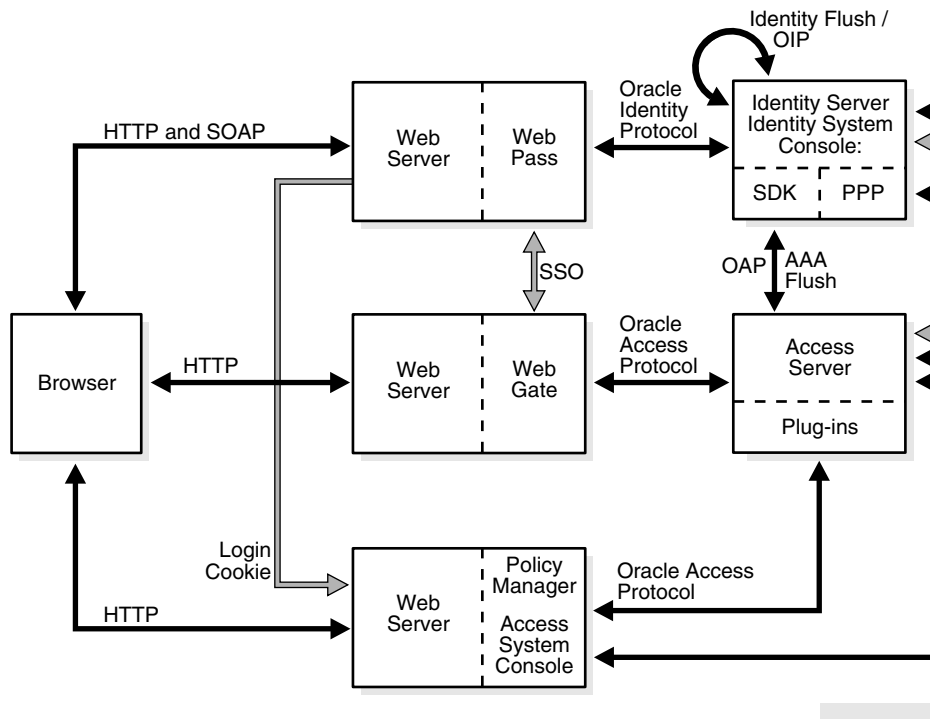 Identity Flush /
OIP
Oracle
Identity
Protocol
Identity Server
Identity System
Console:
SDK
PPP
HTTP and SOAP
Web
Server
Web
Pass
SSO
OAP
AAA
Flush
Browser
HTTP
Web
Server
Web
Gate
Oracle
Access
Protocol
Access
Server
Plug-ins
Login
Cookie
HTTP
Web
Server
Policy
Manager
Access
System
Console
Oracle Access
Protocol